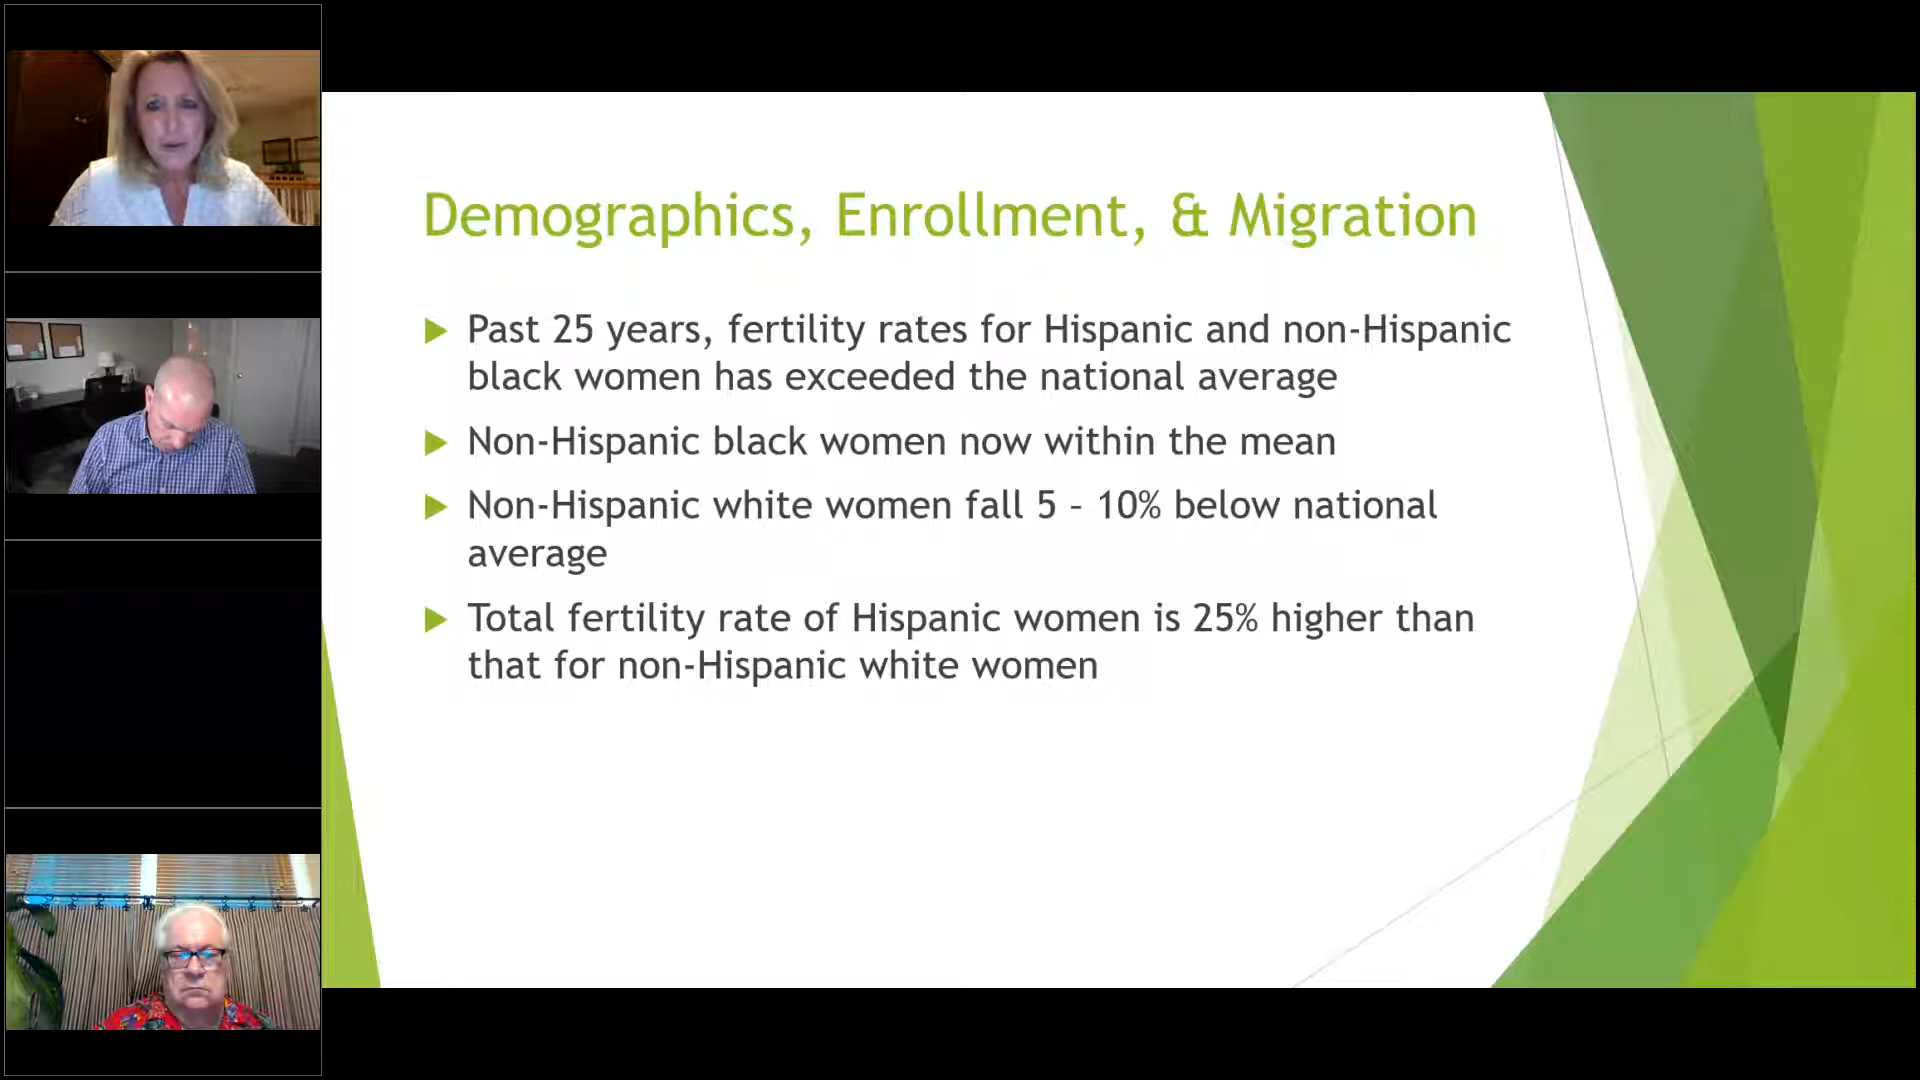 Demographics, Enrollment, & Migration
Past 25 years, fertility rates for Hispanic and non-Hispanic
black women has exceeded the national average
Non-Hispanic black women now within the mean
Non-Hispanic white women fall 5 – 10% below national
average
Total fertility rate of Hispanic women is 25% higher than
that for non-Hispanic white women